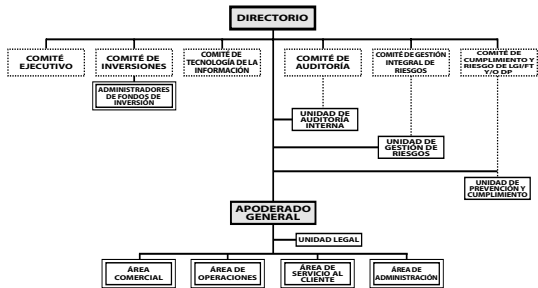 DIRECTORIO
COMITÉ
EJECUTIVO
COMITÉ DE
INVERSIONES
COMITÉ DE
TECNOLOGÍA DE LA
INFORMACIÓN
COMITÉ DE
AUDITORÍA
COMITÉ DE GESTIÓN
INTEGRAL DE
RIESGOS
COMITÉ DE
CUMPLIMIENTO Y
RIESGO DE LGI/FT
Y/O DP
ADMINISTRADORES
DE FONDOS DE
INVERSIÓN
UNIDAD DE
AUDITORÍA
INTERNA
UNIDAD DE
GESTIÓN DE
RIESGOS
UNIDAD DE
PREVENCIÓN Y
CUMPLIMIENTO
APODERADO
GENERAL
UNIDAD LEGAL
ÁREA
COMERCIAL
ÁREA DE
OPERACIONES
ÁREA DE
SERVICIO AL
CLIENTE
ÁREA DE
ADMINISTRACIÓN